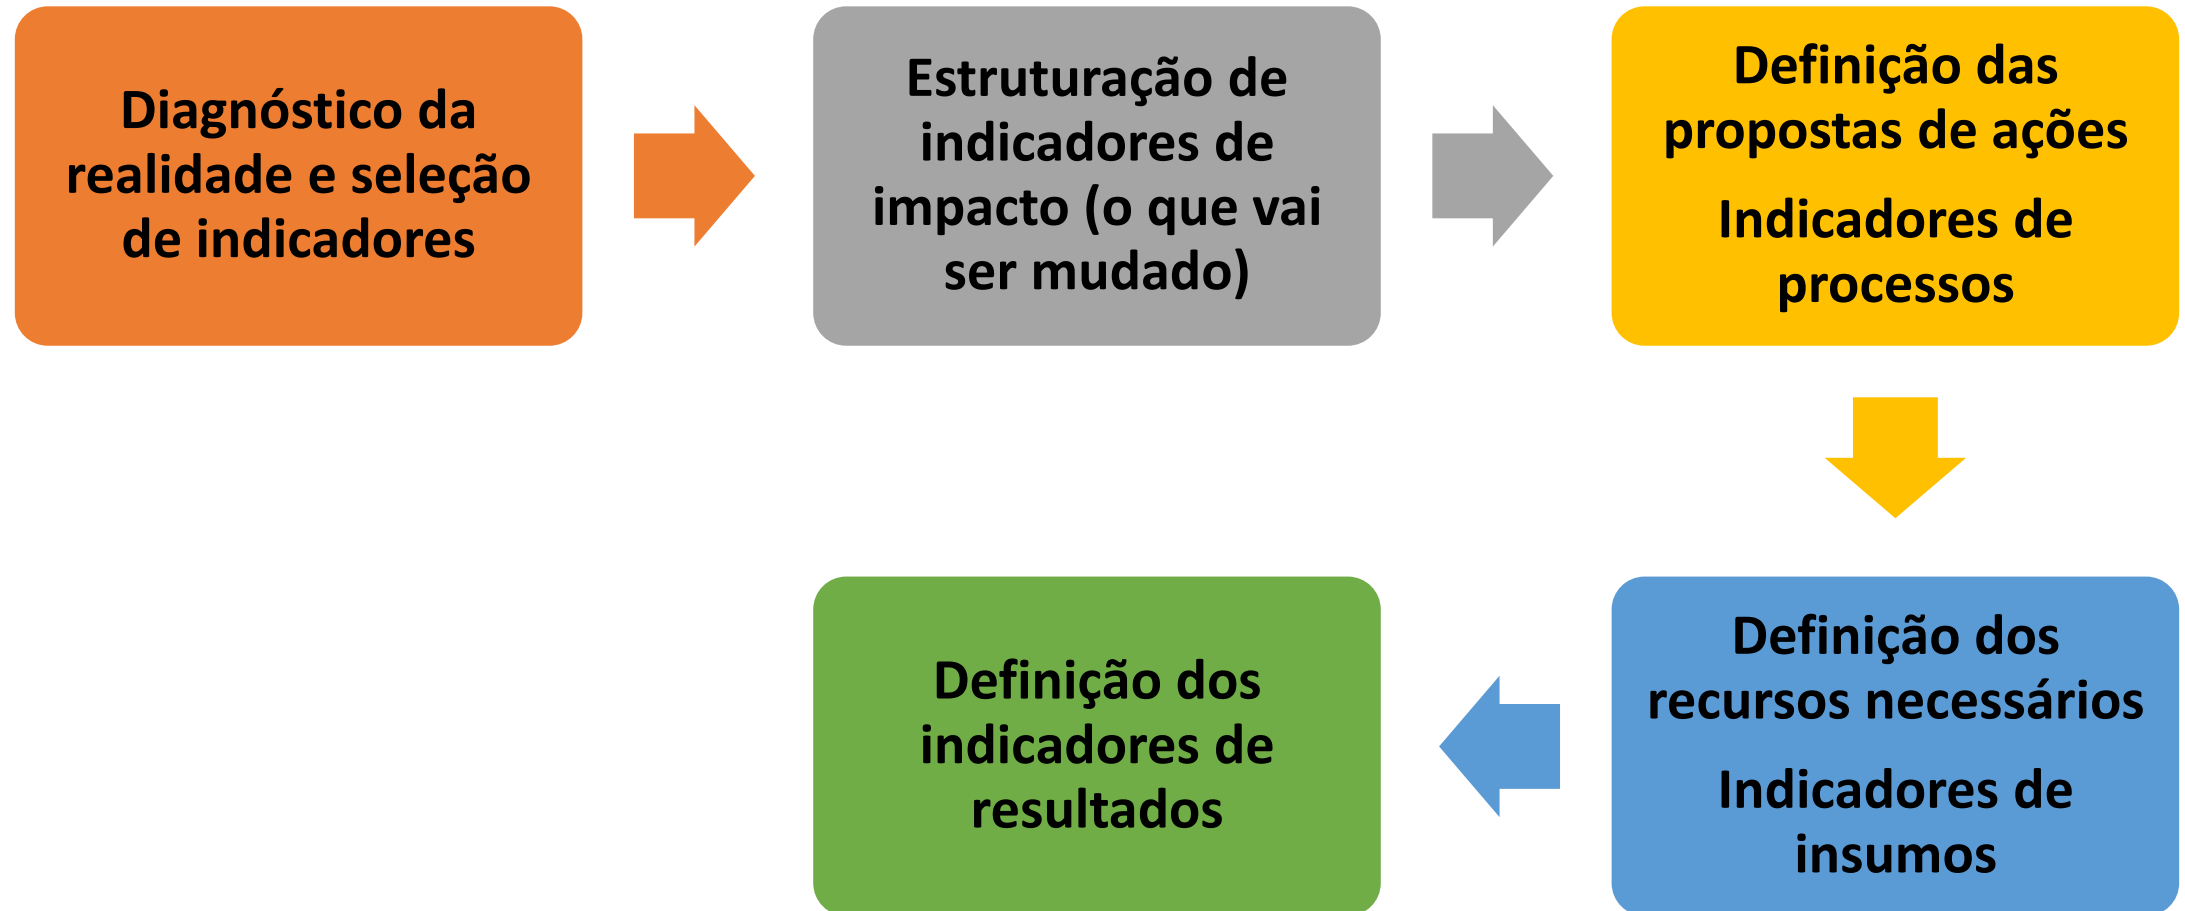 Diagnóstico da
realidade e seleção
de indicadores
Estruturação de
indicadores de
impacto (o que vai
ser mudado)
Definição das
propostas de ações
Indicadores de
processos
Definição dos
recursos necessários
Indicadores de
insumos
Definição dos
indicadores de
resultados